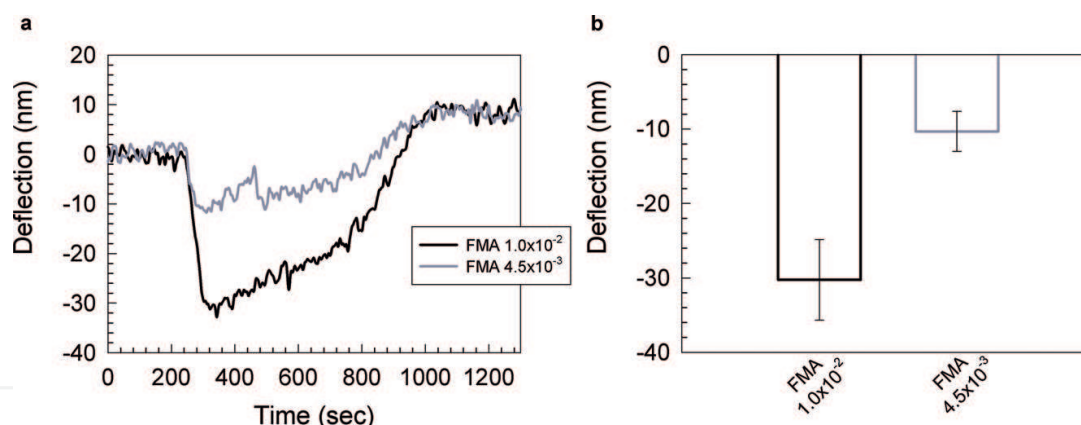 a
20
10
0
-10
-20
-30
-40
Deflection (nm)
0 200 400 600 800 1000 1200
Time (sec)
FMA 1.0x10⁻²
FMA 4.5x10⁻³
b
0
-10
-20
-30
-40
Deflection (nm)
FMA
1.0x10⁻²
FMA
4.5x10⁻³